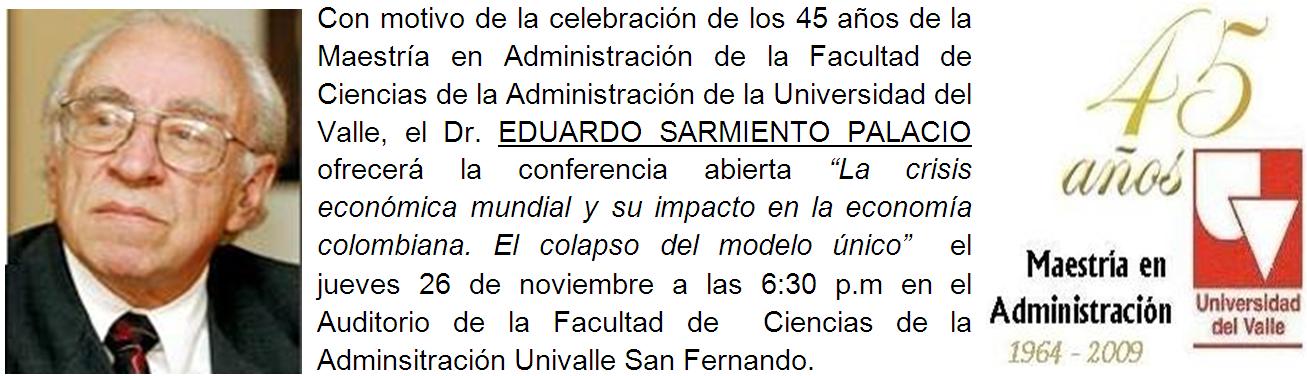 Con motivo de la celebración de los 45 años de la
Maestría en Administración de la Facultad de
Ciencias de la Administración de la Universidad del
Valle, el Dr. EDUARDO SARMIENTO PALACIO
ofrecerá la conferencia abierta “La crisis
económica mundial y su impacto en la economía
colombiana. El colapso del modelo único” el
jueves 26 de noviembre a las 6:30 p.m en el
Auditorio de la Facultad de Ciencias de la
Adminsitración Univalle San Fernando.
45
años
Maestría en
Administración
1964 - 2009
Universidad
del Valle